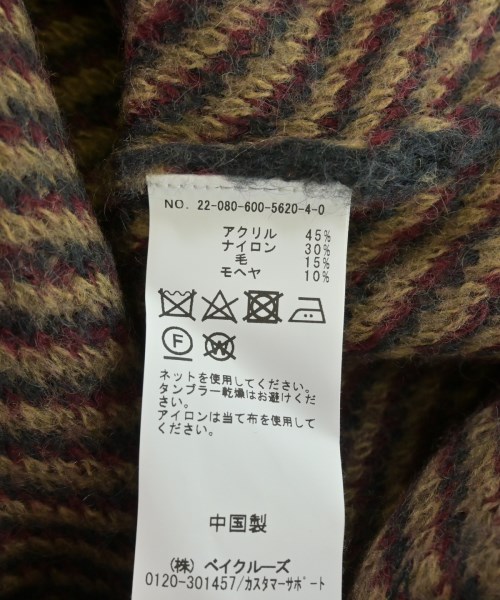 NO. 22-080-600-5620-4-0
アクリル 45%
ナイロン 30%
毛 15%
モヘヤ 10%
F W
ネットを使用してください。
タンブラー乾燥はお避けくださ
い。
アイロンは当て布を使用して
ください。
中国製
(株) ベイクルーズ
0120-301457/カスタマーサポート